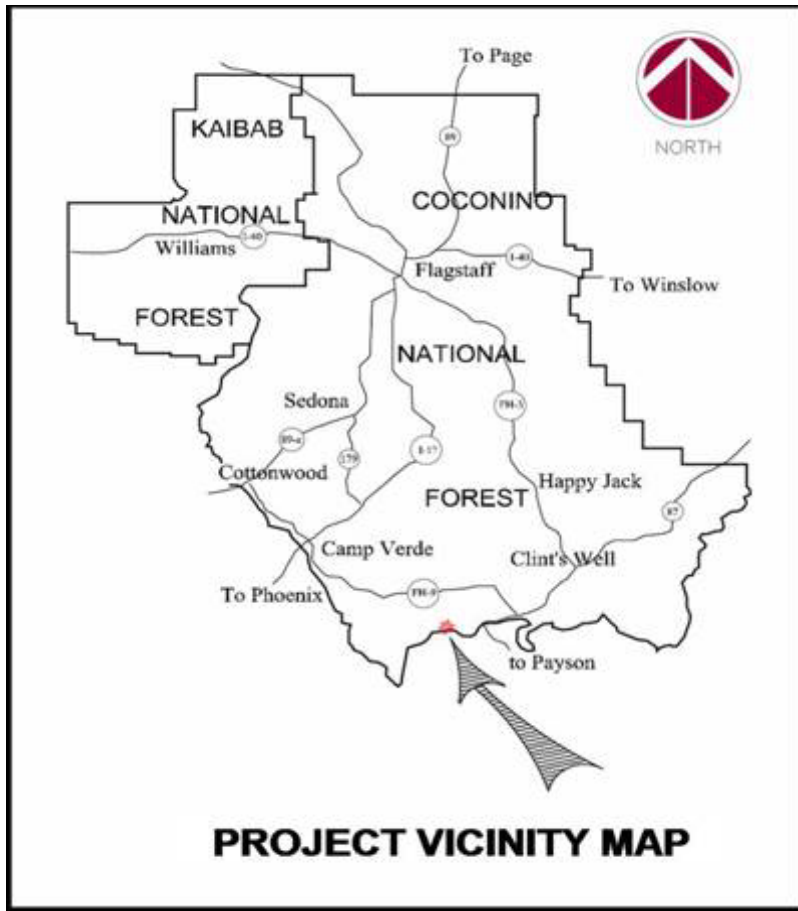 To Page
NORTH
KAIBAB
89
COCONINO
NATIONAL
I-40
Williams
Flagstaff
I-40
To Winslow
FOREST
NATIONAL
Sedona
FH-3
89-a
179
I-17
Cottonwood
Happy Jack
FOREST
87
Camp Verde
Clint's Well
To Phoenix
FH-9
to Payson
PROJECT VICINITY MAP